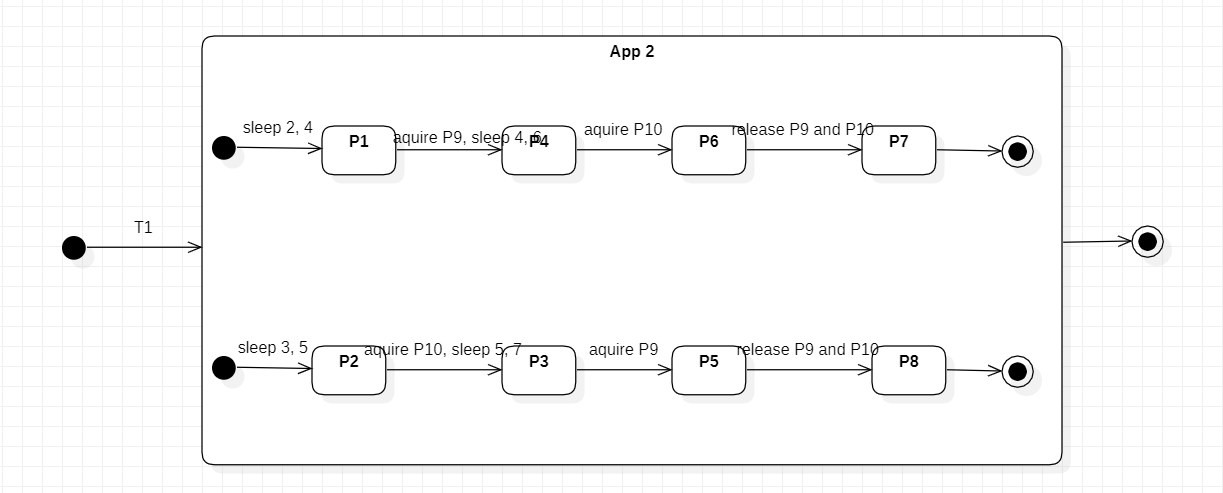 App 2
sleep 2, 4
P1
aquire P9, sleep 4, 6
P4
aquire P10
P6
release P9 and P10
P7
T1
sleep 3, 5
P2
aquire P10, sleep 5, 7
P3
aquire P9
P5
release P9 and P10
P8